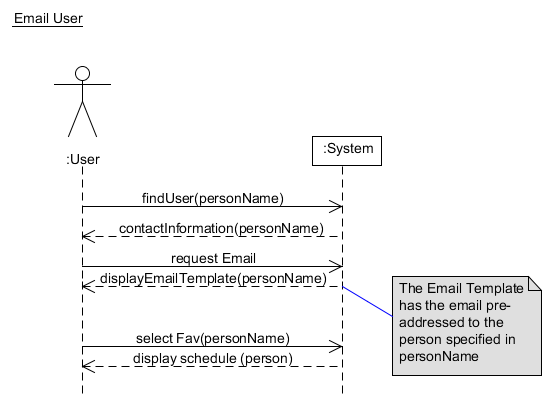 Email User
:User
:System
findUser(personName)
contactInformation(personName)
request Email
displayEmailTemplate(personName)
The Email Template
has the email pre-
addressed to the
person specified in
personName
select Fav(personName)
display schedule (person)